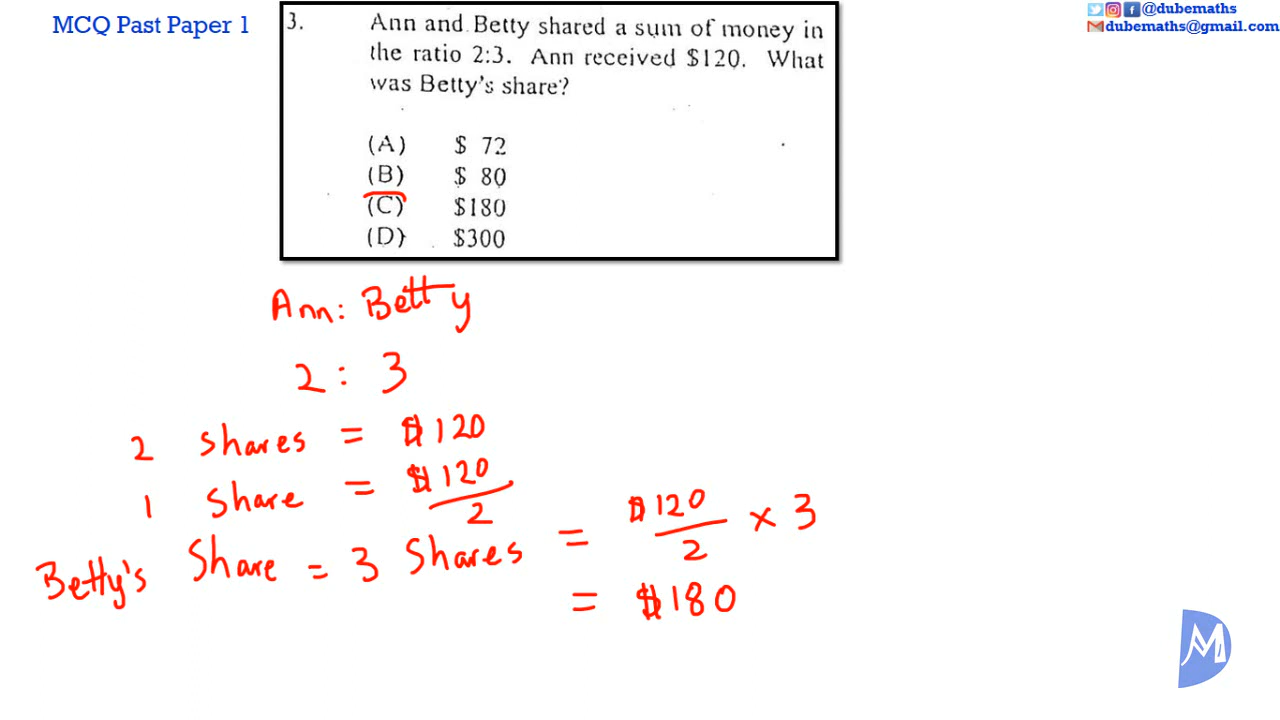 MCQ Past Paper 1
@dubemaths
dubemaths@gmail.com
3. Ann and Betty shared a sum of money in
the ratio 2:3. Ann received $120. What
was Betty's share?
(A) $ 72
(B) $ 80
(C) $180
(D) $300
Ann: Betty
2 : 3
2 shares = $120
1 share = $120/2
Betty's Share = 3 Shares = $120/2 × 3
= $180
M